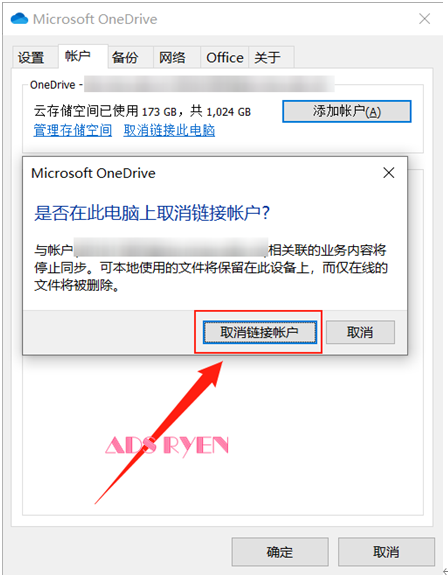 Microsoft OneDrive
设置 帐户 备份 网络 Office 关于
OneDrive -
云存储空间已使用 173 GB，共 1,024 GB
添加帐户(A)
管理存储空间 取消链接此电脑
Microsoft OneDrive
是否在此电脑上取消链接帐户?
与帐户 相关联的业务内容将
停止同步。可本地使用的文件将保留在此设备上，而仅在线的
文件将被删除。
取消链接帐户 取消
ADS RYEN
确定 取消